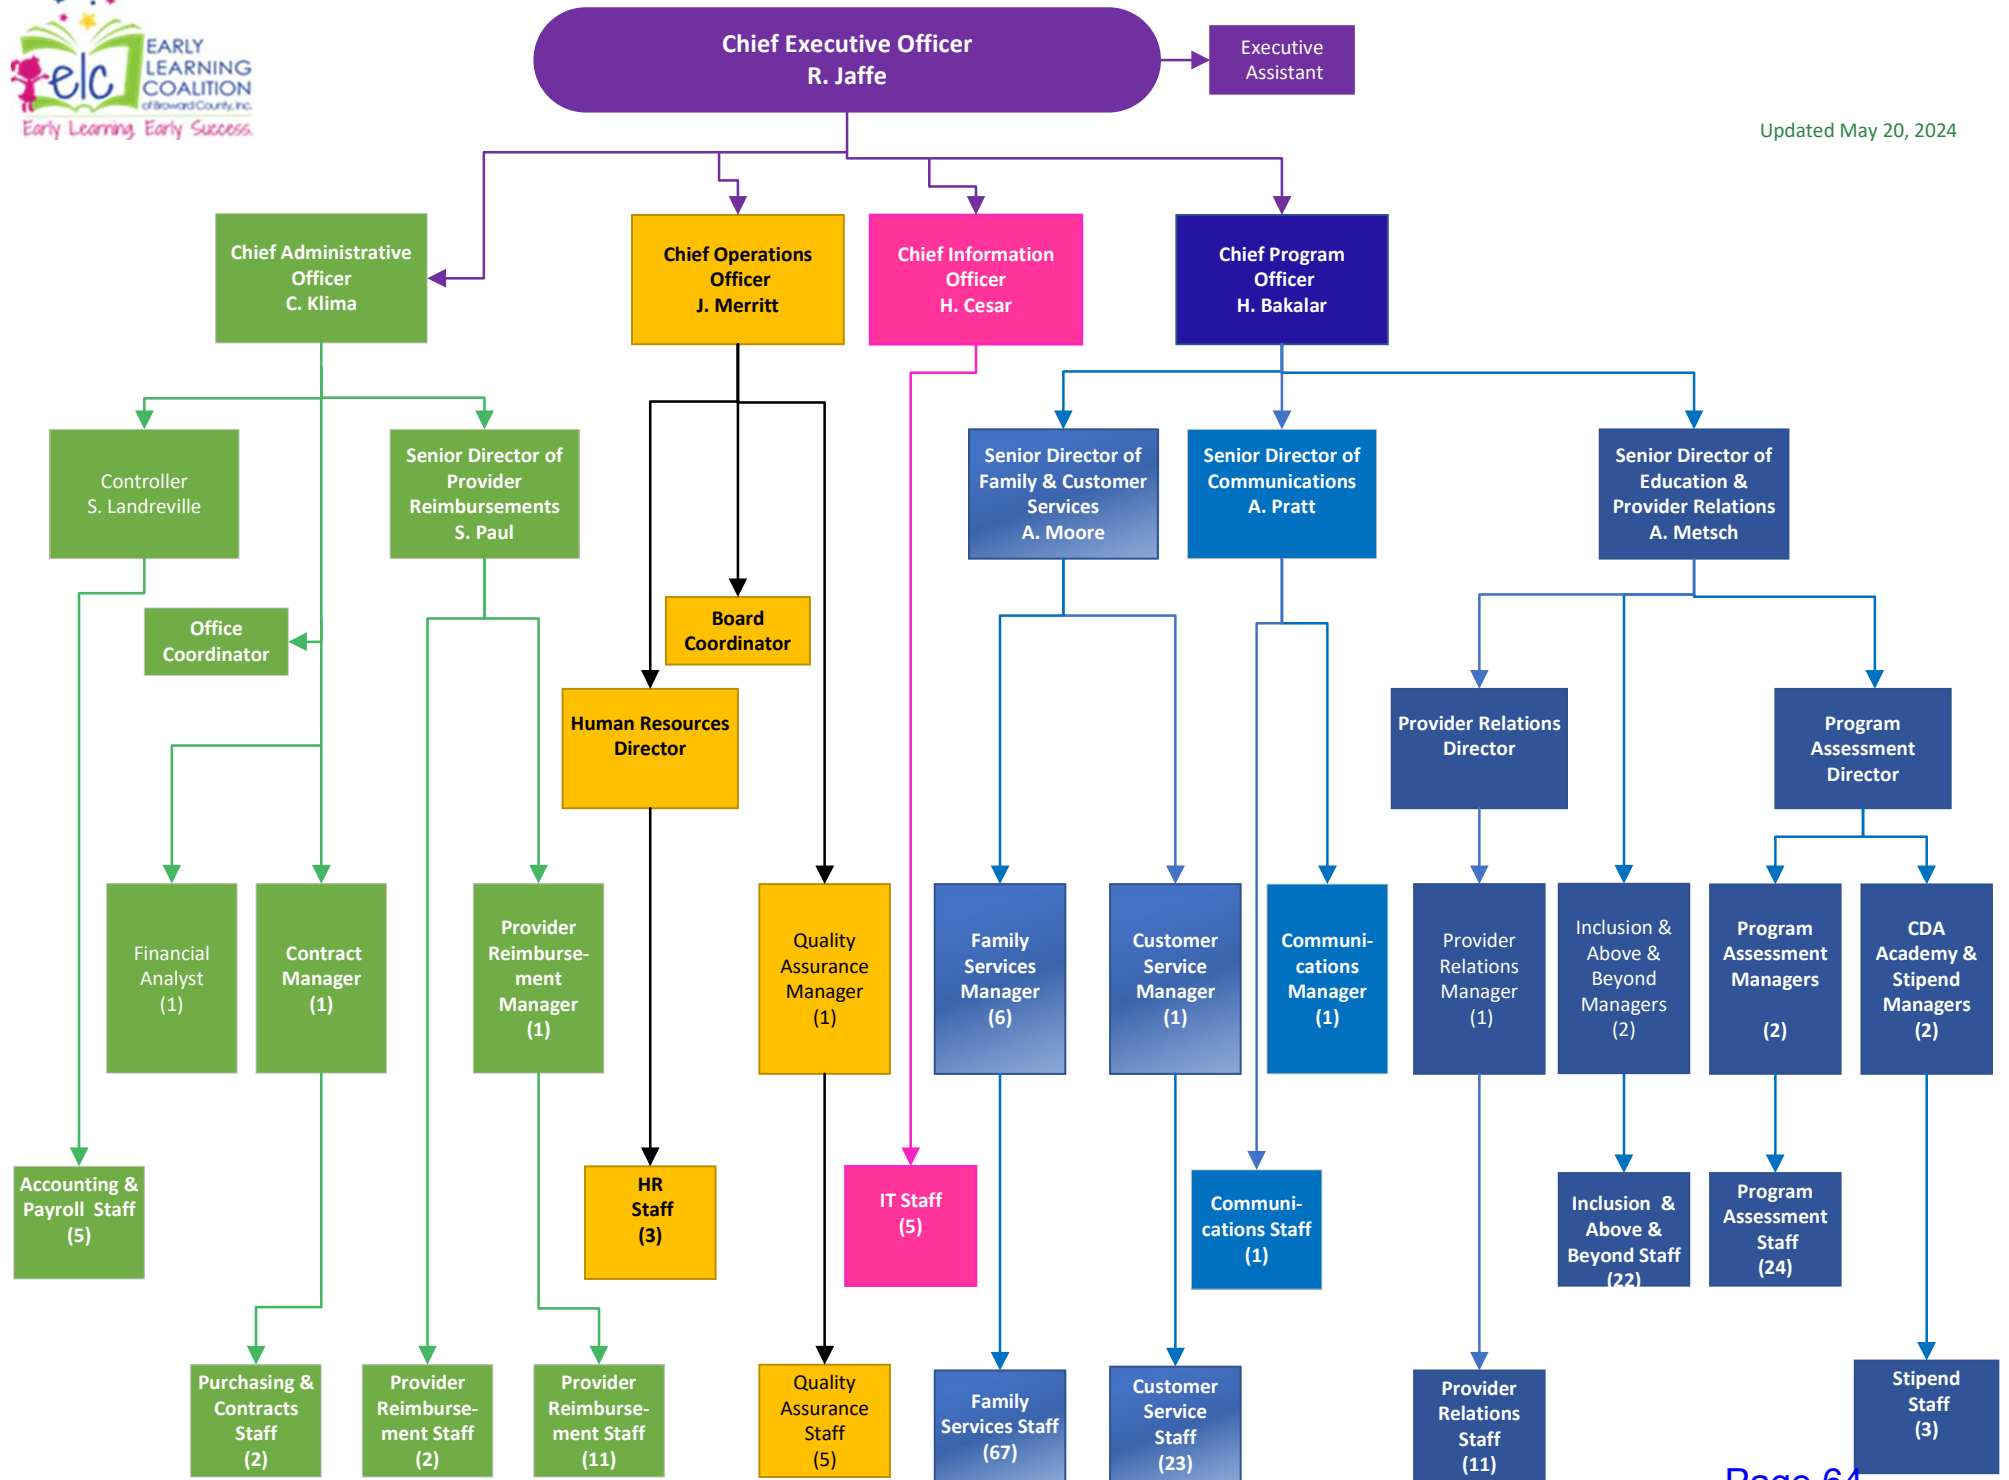 elc
EARLY
LEARNING
COALITION
of Broward County, Inc.
Early Learning. Early Success.
Chief Executive Officer
R. Jaffe
Executive
Assistant
Updated May 20, 2024
Chief Administrative
Officer
C. Klima
Chief Operations
Officer
J. Merritt
Chief Information
Officer
H. Cesar
Chief Program
Officer
H. Bakalar
Controller
S. Landreville
Senior Director of
Provider
Reimbursements
S. Paul
Senior Director of
Family & Customer
Services
A. Moore
Senior Director of
Communications
A. Pratt
Senior Director of
Education &
Provider Relations
A. Metsch
Office
Coordinator
Board
Coordinator
Human Resources
Director
Provider Relations
Director
Program
Assessment
Director
Financial
Analyst
(1)
Contract
Manager
(1)
Provider
Reimburse-
ment
Manager
(1)
Quality
Assurance
Manager
(1)
Family
Services
Manager
(6)
Customer
Service
Manager
(1)
Communi-
cations
Manager
(1)
Provider
Relations
Manager
(1)
Inclusion &
Above &
Beyond
Managers
(2)
Program
Assessment
Managers
(2)
CDA
Academy &
Stipend
Managers
(2)
Accounting &
Payroll Staff
(5)
HR
Staff
(3)
IT Staff
(5)
Communi-
cations Staff
(1)
Inclusion &
Above &
Beyond Staff
(22)
Program
Assessment
Staff
(24)
Purchasing &
Contracts
Staff
(2)
Provider
Reimburse-
ment Staff
(2)
Provider
Reimburse-
ment Staff
(11)
Quality
Assurance
Staff
(5)
Family
Services Staff
(67)
Customer
Service
Staff
(23)
Provider
Relations
Staff
(11)
Stipend
Staff
(3)
Page 64